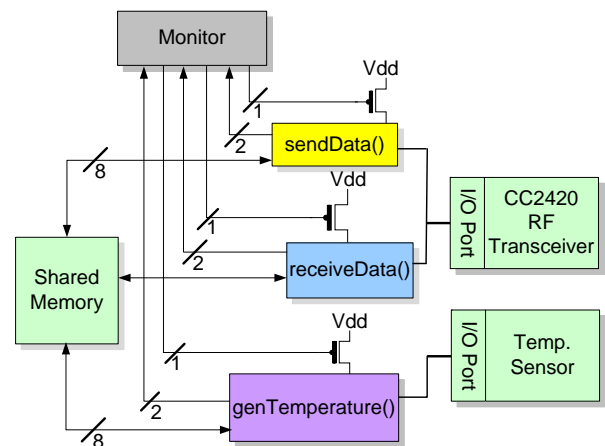 Monitor
Vdd
1
2
sendData()
8
Vdd
1
2
receiveData()
I/O Port
CC2420
RF
Transceiver
Shared
Memory
Vdd
1
2
genTemperature()
8
I/O Port
Temp.
Sensor